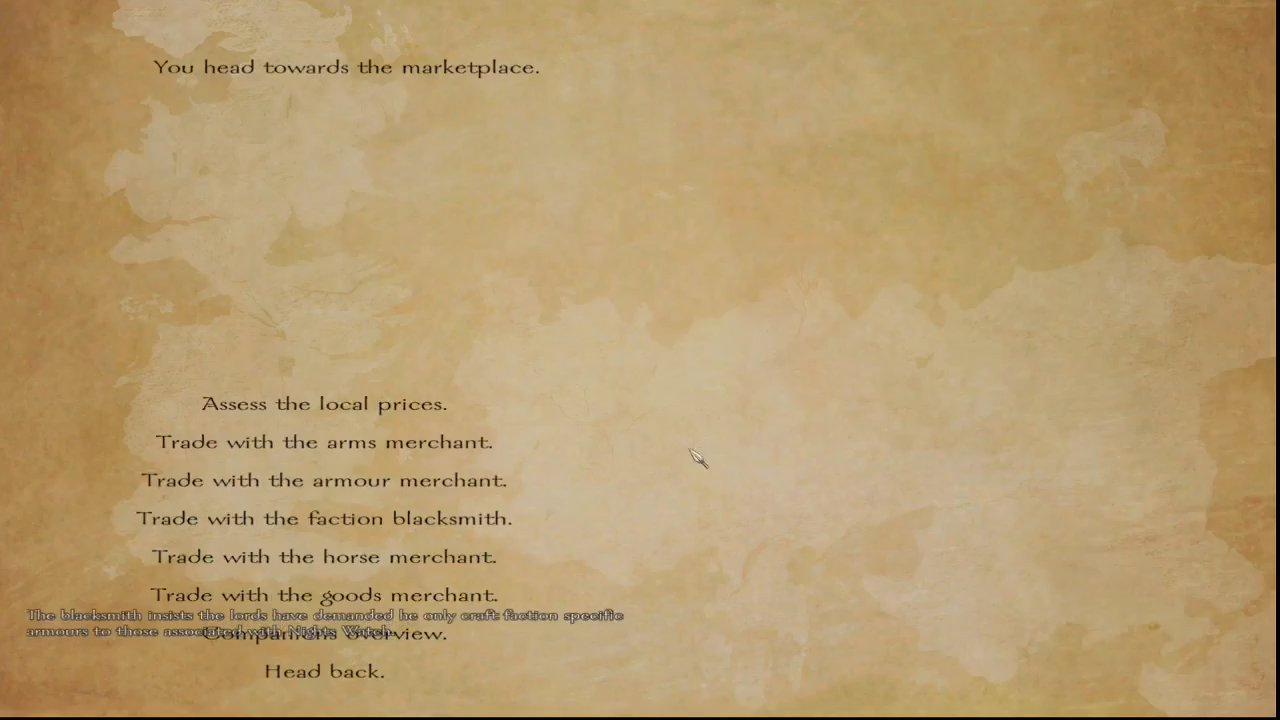 You head towards the marketplace.
Assess the local prices.
Trade with the arms merchant.
Trade with the armour merchant.
Trade with the faction blacksmith.
Trade with the horse merchant.
Trade with the goods merchant.
The blacksmith insists the lords have demanded he only craft faction specific
armours to those associated with Nights Watch.
Companions overview.
Head back.